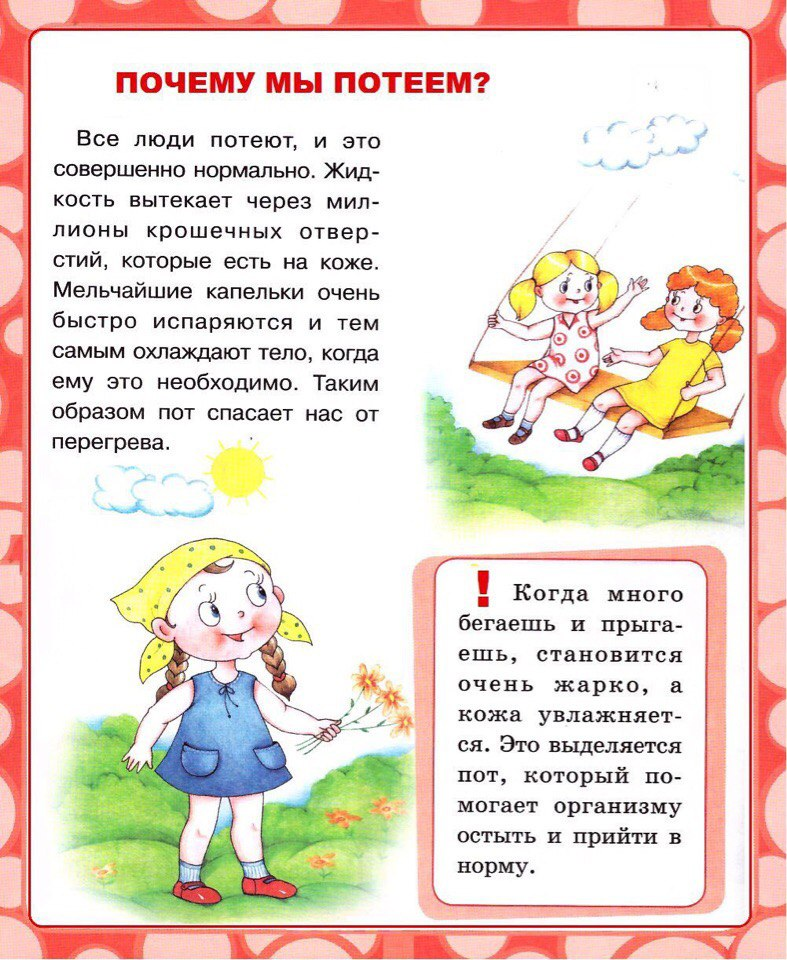 ПОЧЕМУ МЫ ПОТЕЕМ?
Все люди потеют, и это
совершенно нормально. Жид-
кость вытекает через мил-
лионы крошечных отвер-
стий, которые есть на коже.
Мельчайшие капельки очень
быстро испаряются и тем
самым охлаждают тело, когда
ему это необходимо. Таким
образом пот спасает нас от
перегрева.
! Когда много
бегаешь и прыга-
ешь, становится
очень жарко, а
кожа увлажняет-
ся. Это выделяется
пот, который по-
могает организму
остыть и прийти в
норму.